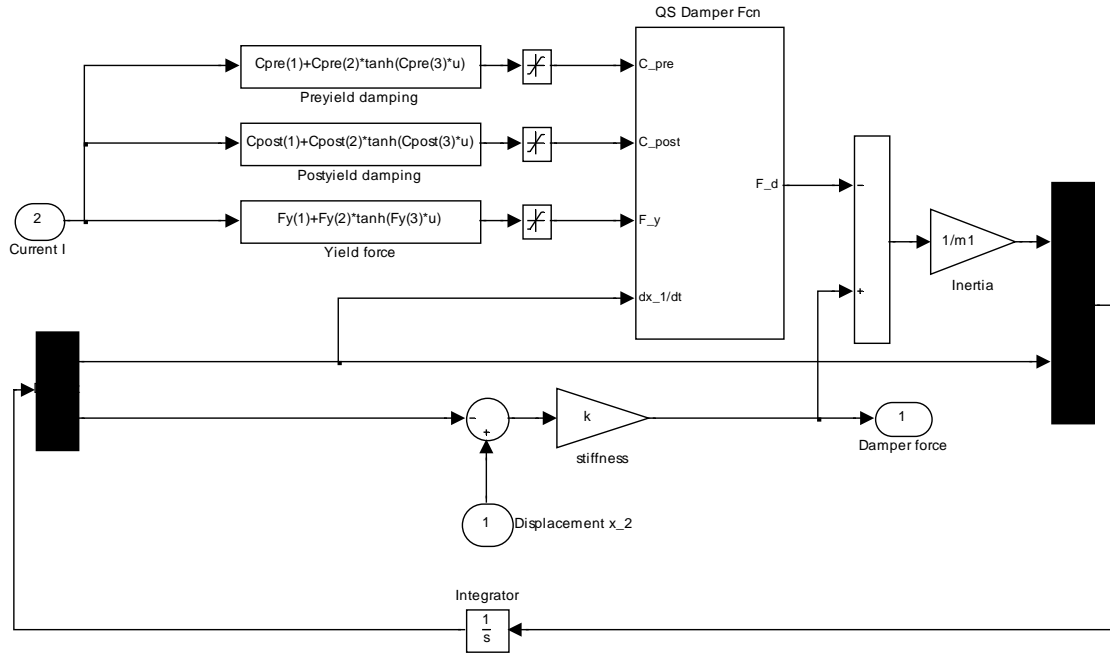 QS Damper Fcn
Cpre(1)+Cpre(2)*tanh(Cpre(3)*u)
Preyield damping
C_pre
Cpost(1)+Cpost(2)*tanh(Cpost(3)*u)
Postyield damping
C_post
F_d
-
2
Current I
Fy(1)+Fy(2)*tanh(Fy(3)*u)
Yield force
F_y
1/m1
Inertia
dx_1/dt
+
-
+
k
stiffness
1
Damper force
1
Displacement x_2
Integrator
1
s